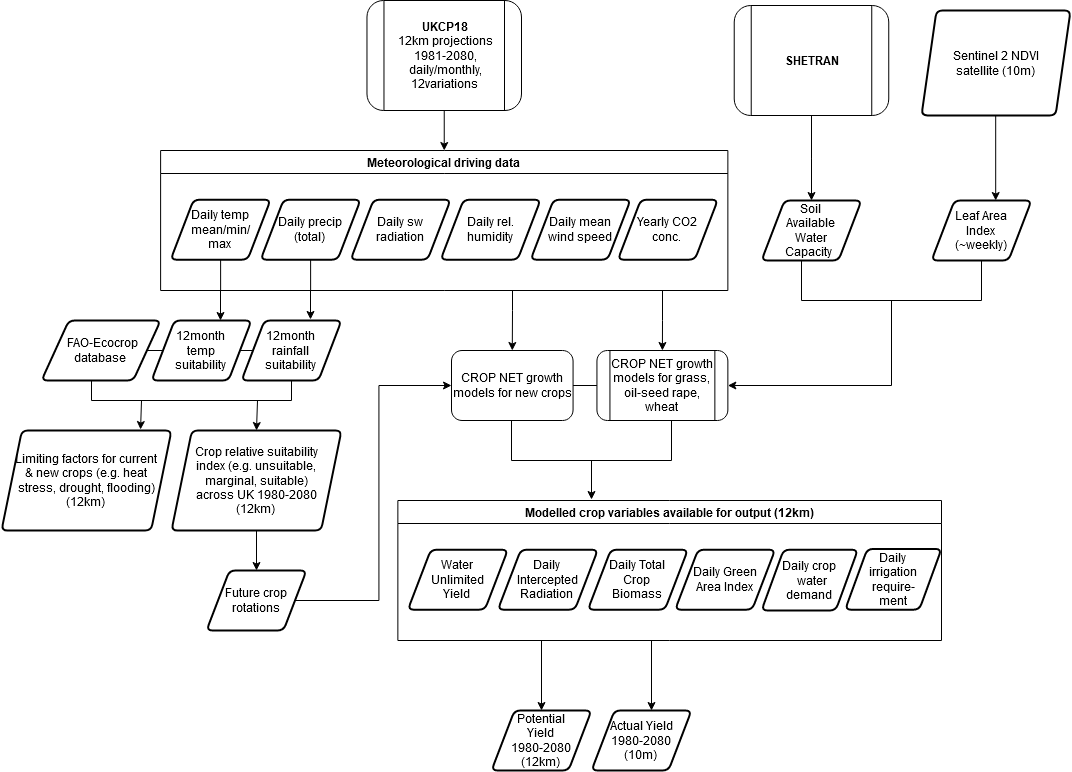 UKCP18
12km projections
1981-2080,
daily/monthly,
12variations
SHETRAN
Sentinel 2 NDVI
satellite (10m)
Meteorological driving data
Daily temp
mean/min/
max
Daily precip
(total)
Daily sw
radiation
Daily rel.
humidity
Daily mean
wind speed
Yearly CO2
conc.
Soil
Available
Water
Capacity
Leaf Area
Index
(~weekly)
FAO-Ecocrop
database
12month
temp
suitability
12month
rainfall
suitability
CROP NET growth
models for new crops
CROP NET growth
models for grass,
oil-seed rape,
wheat
Limiting factors for current
& new crops (e.g. heat
stress, drought, flooding)
(12km)
Crop relative suitability
index (e.g. unsuitable,
marginal, suitable)
across UK 1980-2080
(12km)
Future crop
rotations
Modelled crop variables available for output (12km)
Water
Unlimited
Yield
Daily
Intercepted
Radiation
Daily Total
Crop
Biomass
Daily Green
Area Index
Daily crop
water
demand
Daily
irrigation
require-
ment
Potential
Yield
1980-2080
(12km)
Actual Yield
1980-2080
(10m)